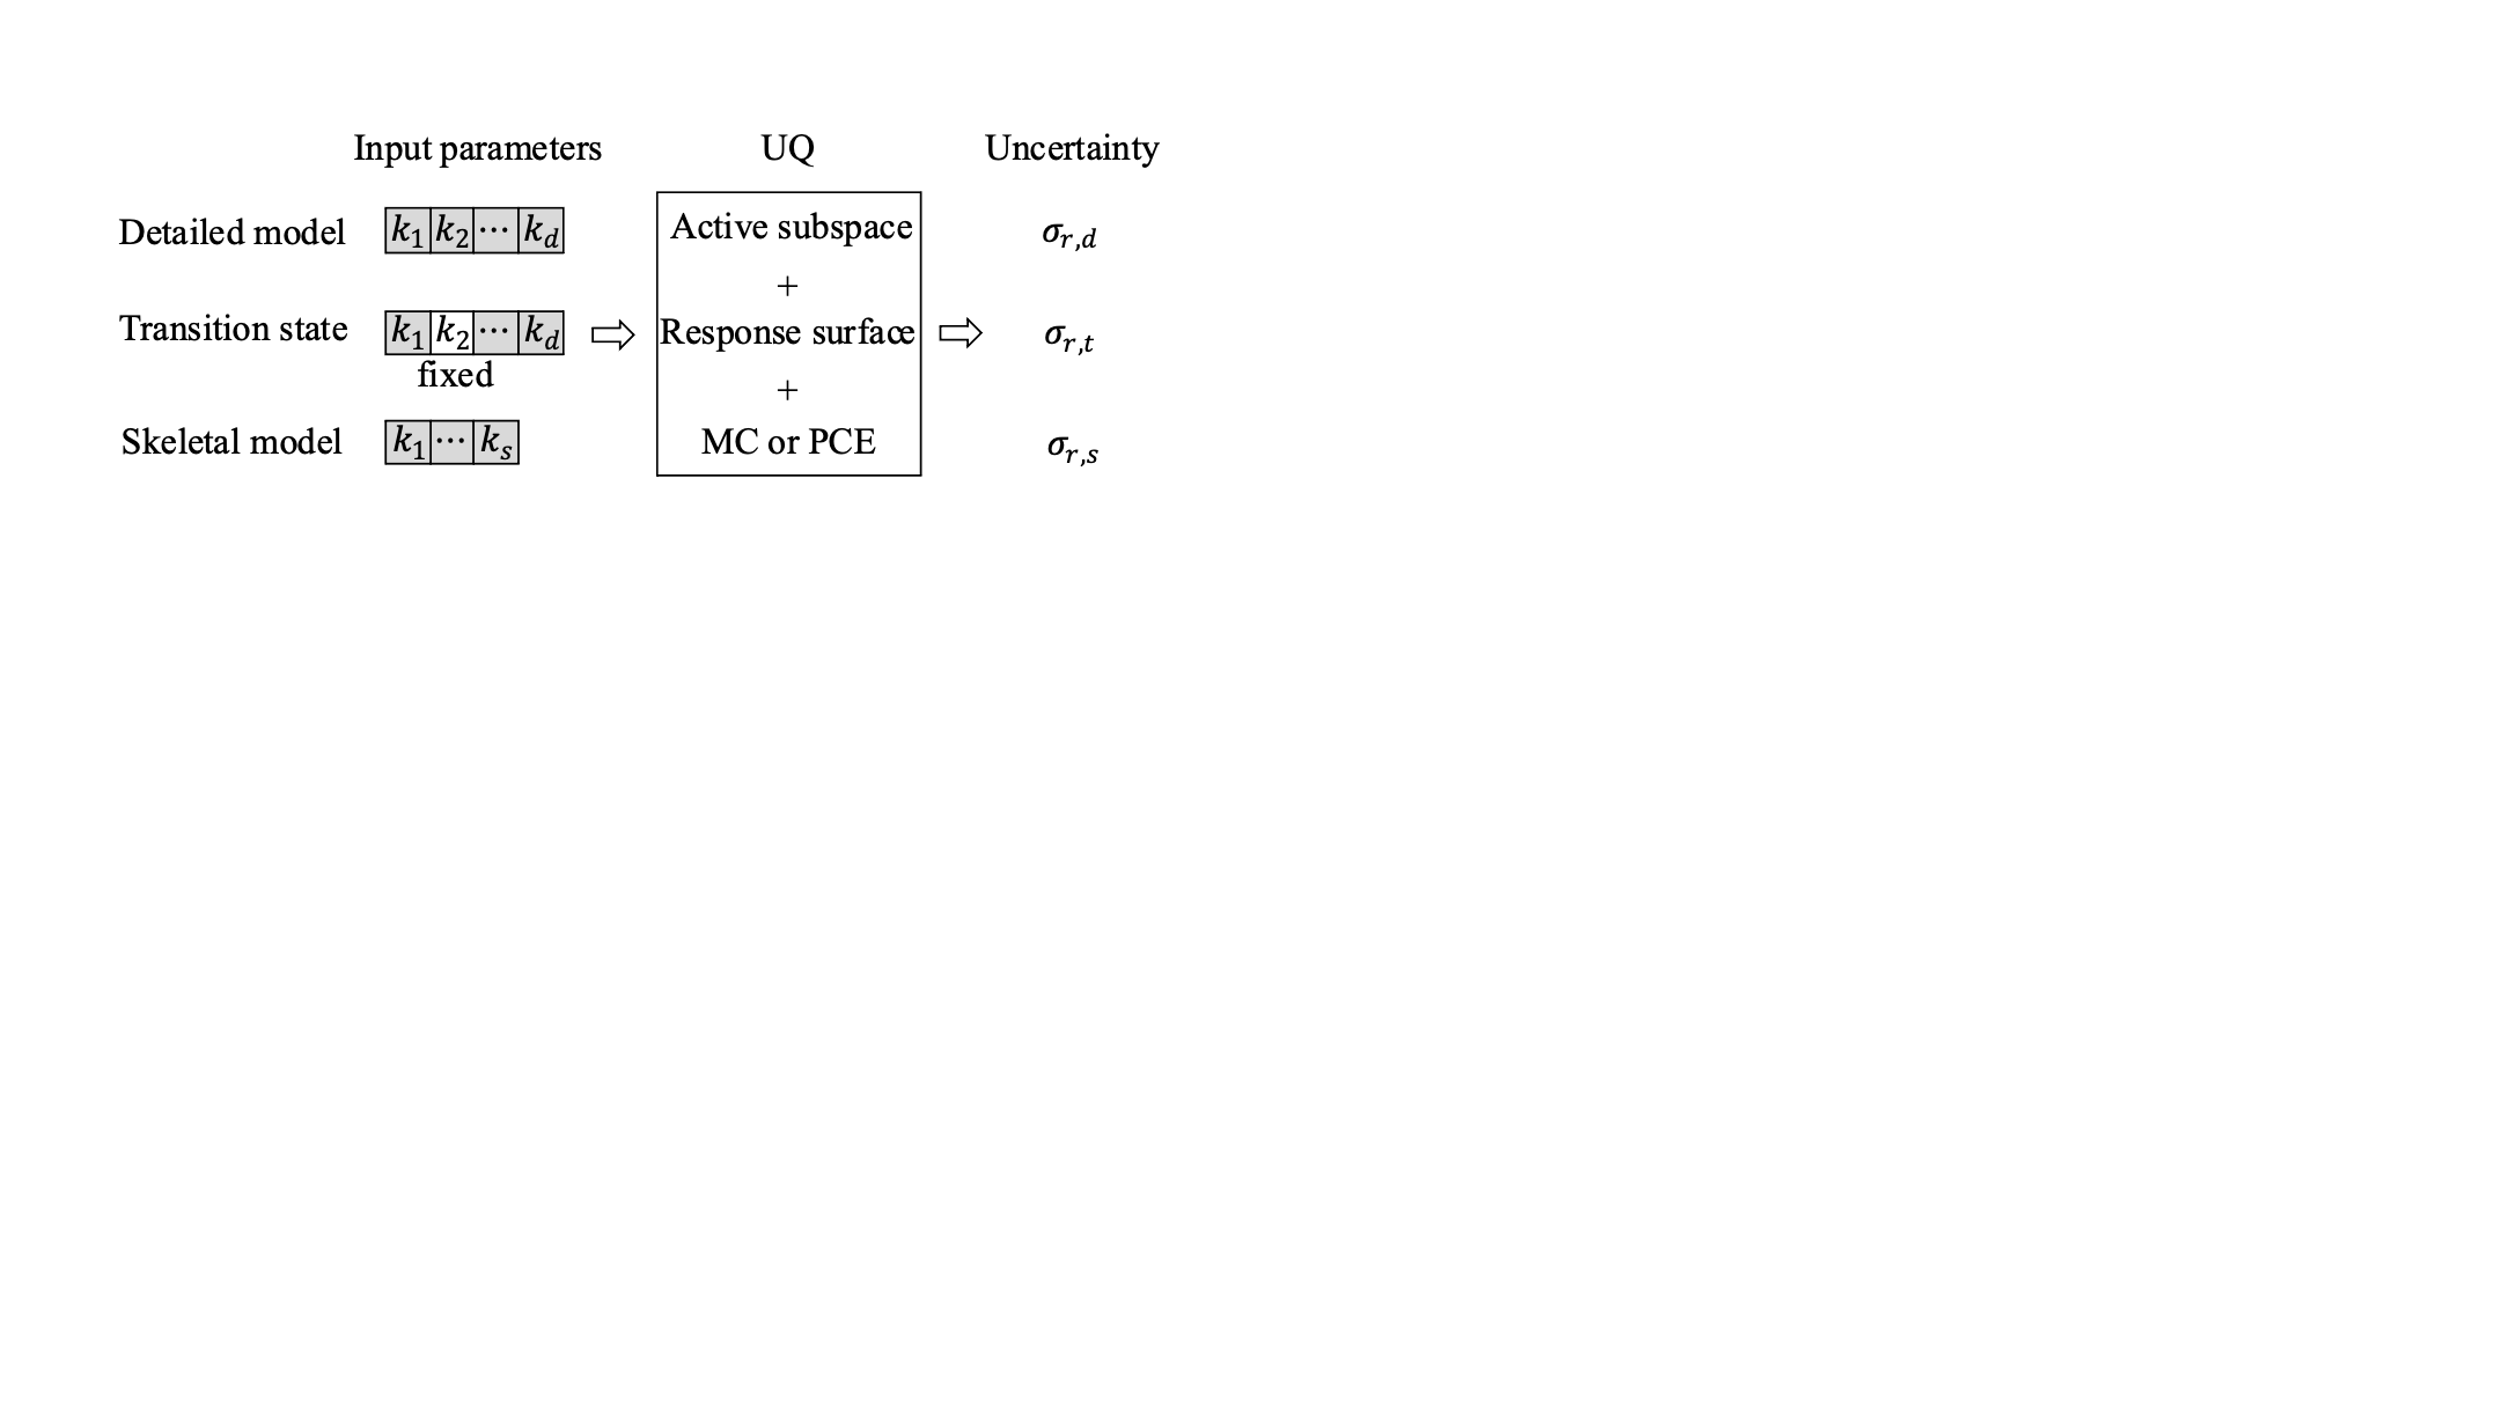 Input parameters UQ Uncertainty
Detailed model k1 k2 ⋯ kd Active subspace σr,d
+
Transition state k1 k2 ⋯ kd Response surface σr,t
fixed
+
Skeletal model k1 ⋯ ks MC or PCE σr,s